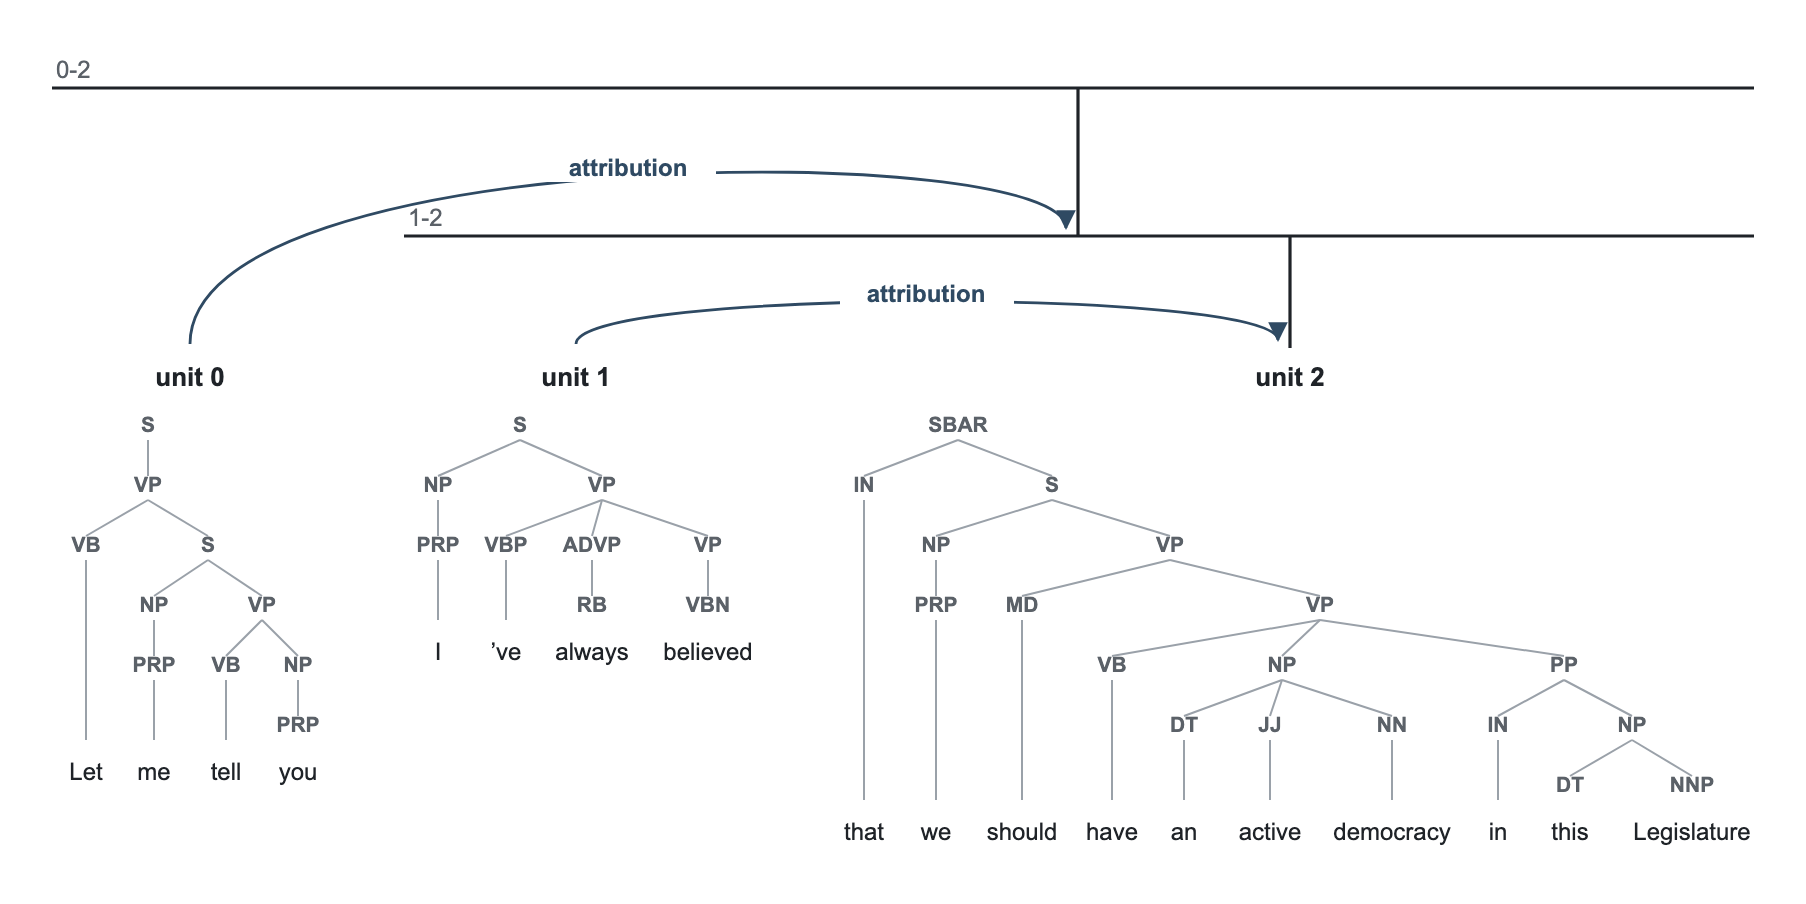 0-2
attribution
1-2
attribution
unit 0 unit 1 unit 2
S S SBAR
VP NP VP IN S
VB S PRP VBP ADVP VP NP VP
NP VP RB VBN PRP MD VP
I ’ve always believed
PRP VB NP VB NP PP
PRP DT JJ NN IN NP
Let me tell you
DT NNP
that we should have an active democracy in this Legislature